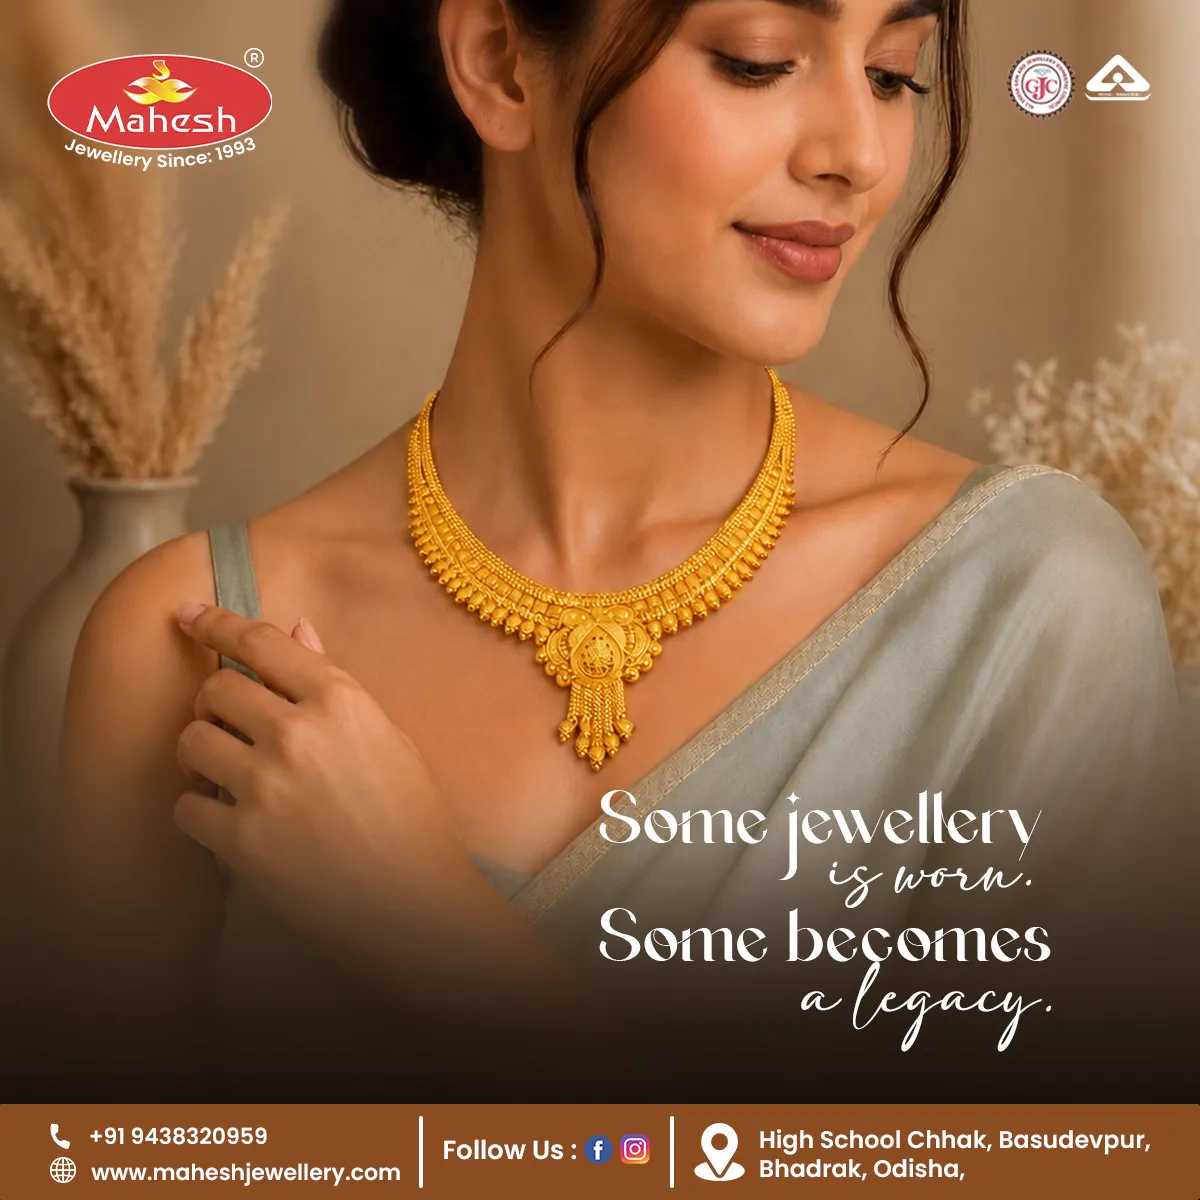 Mahesh
®
Jewellery Since: 1993
GJC
Some jewellery
is worn.
Some becomes
a legacy.
+91 9438320959
www.maheshjewellery.com
Follow Us :
High School Chhak, Basudevpur,
Bhadrak, Odisha,